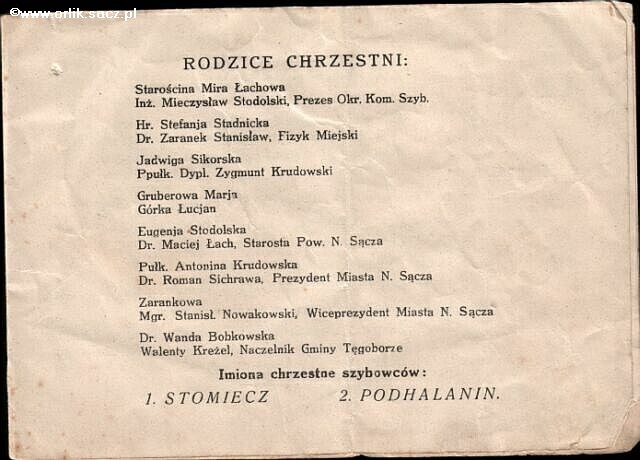 ©www.orlik.sacz.pl
RODZICE CHRZESTNI:
Starościna Mira Łachowa
Inż. Mieczysław Stodolski, Prezes Okr. Kom. Szyb.
Hr. Stefanja Stadnicka
Dr. Zaranek Stanisław, Fizyk Miejski
Jadwiga Sikorska
Ppułk. Dypl. Zygmunt Krudowski
Gruberowa Marja
Górka Łucjan
Eugenja Stodolska
Dr. Maciej Łach, Starosta Pow. N. Sącza
Pułk. Antonina Krudowska
Dr. Roman Sichrawa, Prezydent Miasta N. Sącza
Zarankowa
Mgr. Stanisł. Nowakowski, Wiceprezydent Miasta N. Sącza
Dr. Wanda Bobkowska
Walenty Kreżel, Naczelnik Gminy Tęgoborze
Imiona chrzestne szybowców:
1. STOMIECZ 2. PODHALANIN.